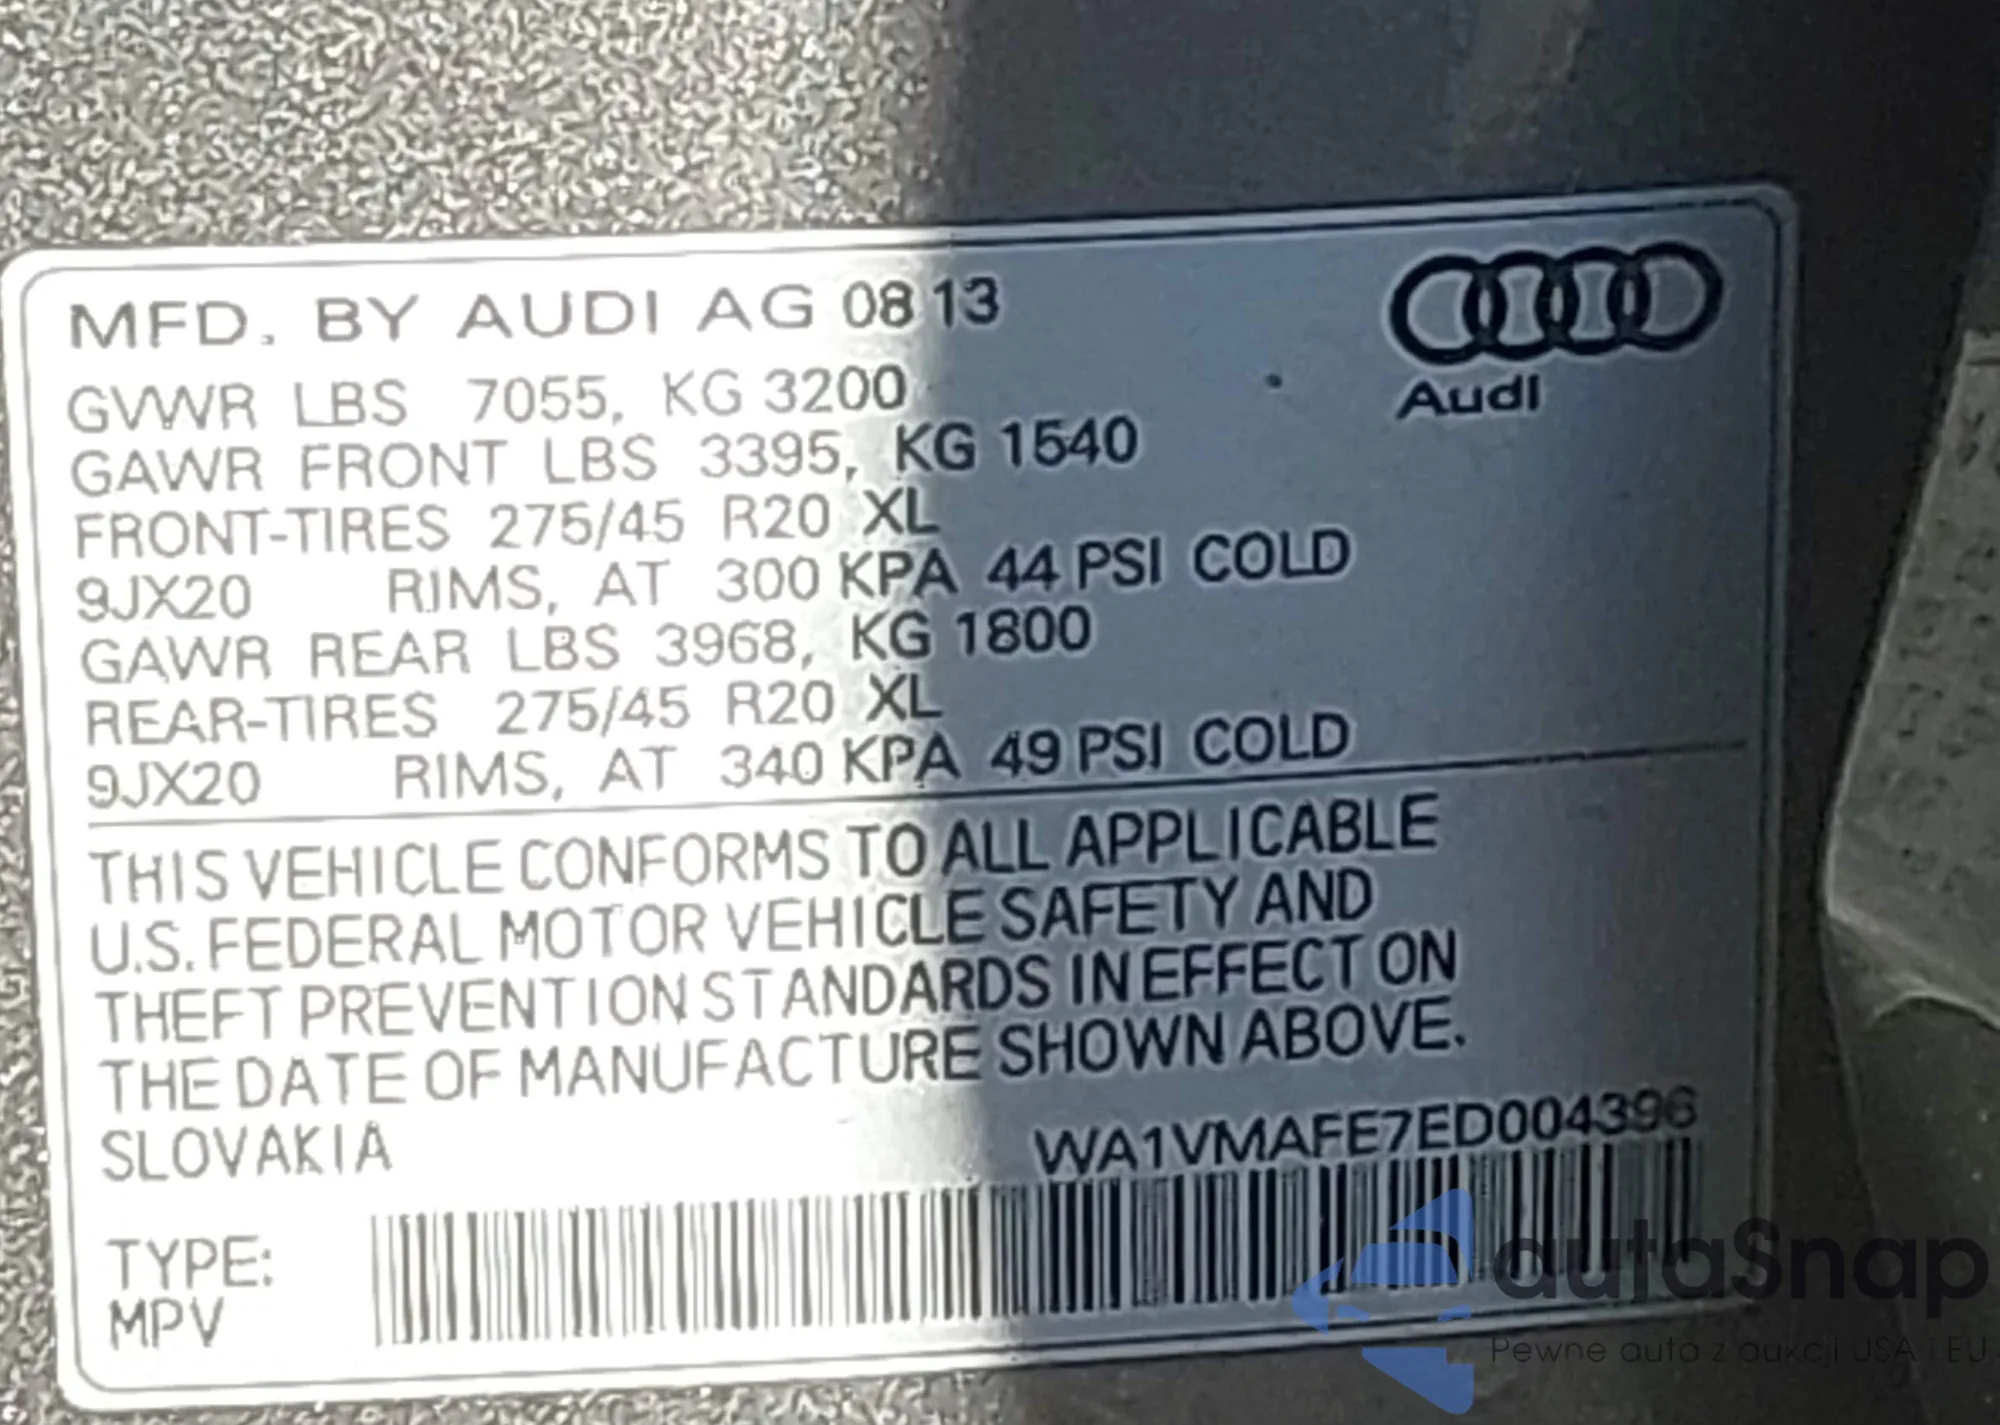 MFD. BY AUDI AG 08 13
Audi
GVWR LBS 7055, KG 3200
GAWR FRONT LBS 3395, KG 1540
FRONT-TIRES 275/45 R20 XL
9JX20 RIMS, AT 300 KPA 44 PSI COLD
GAWR REAR LBS 3968, KG 1800
REAR-TIRES 275/45 R20 XL
9JX20 RIMS, AT 340 KPA 49 PSI COLD
THIS VEHICLE CONFORMS TO ALL APPLICABLE
U.S. FEDERAL MOTOR VEHICLE SAFETY AND
THEFT PREVENTION STANDARDS IN EFFECT ON
THE DATE OF MANUFACTURE SHOWN ABOVE.
SLOVAKIA WA1VMAFE7ED004396
TYPE:
MPV
autaSnap
Pewne auta z aukcji USA i EU